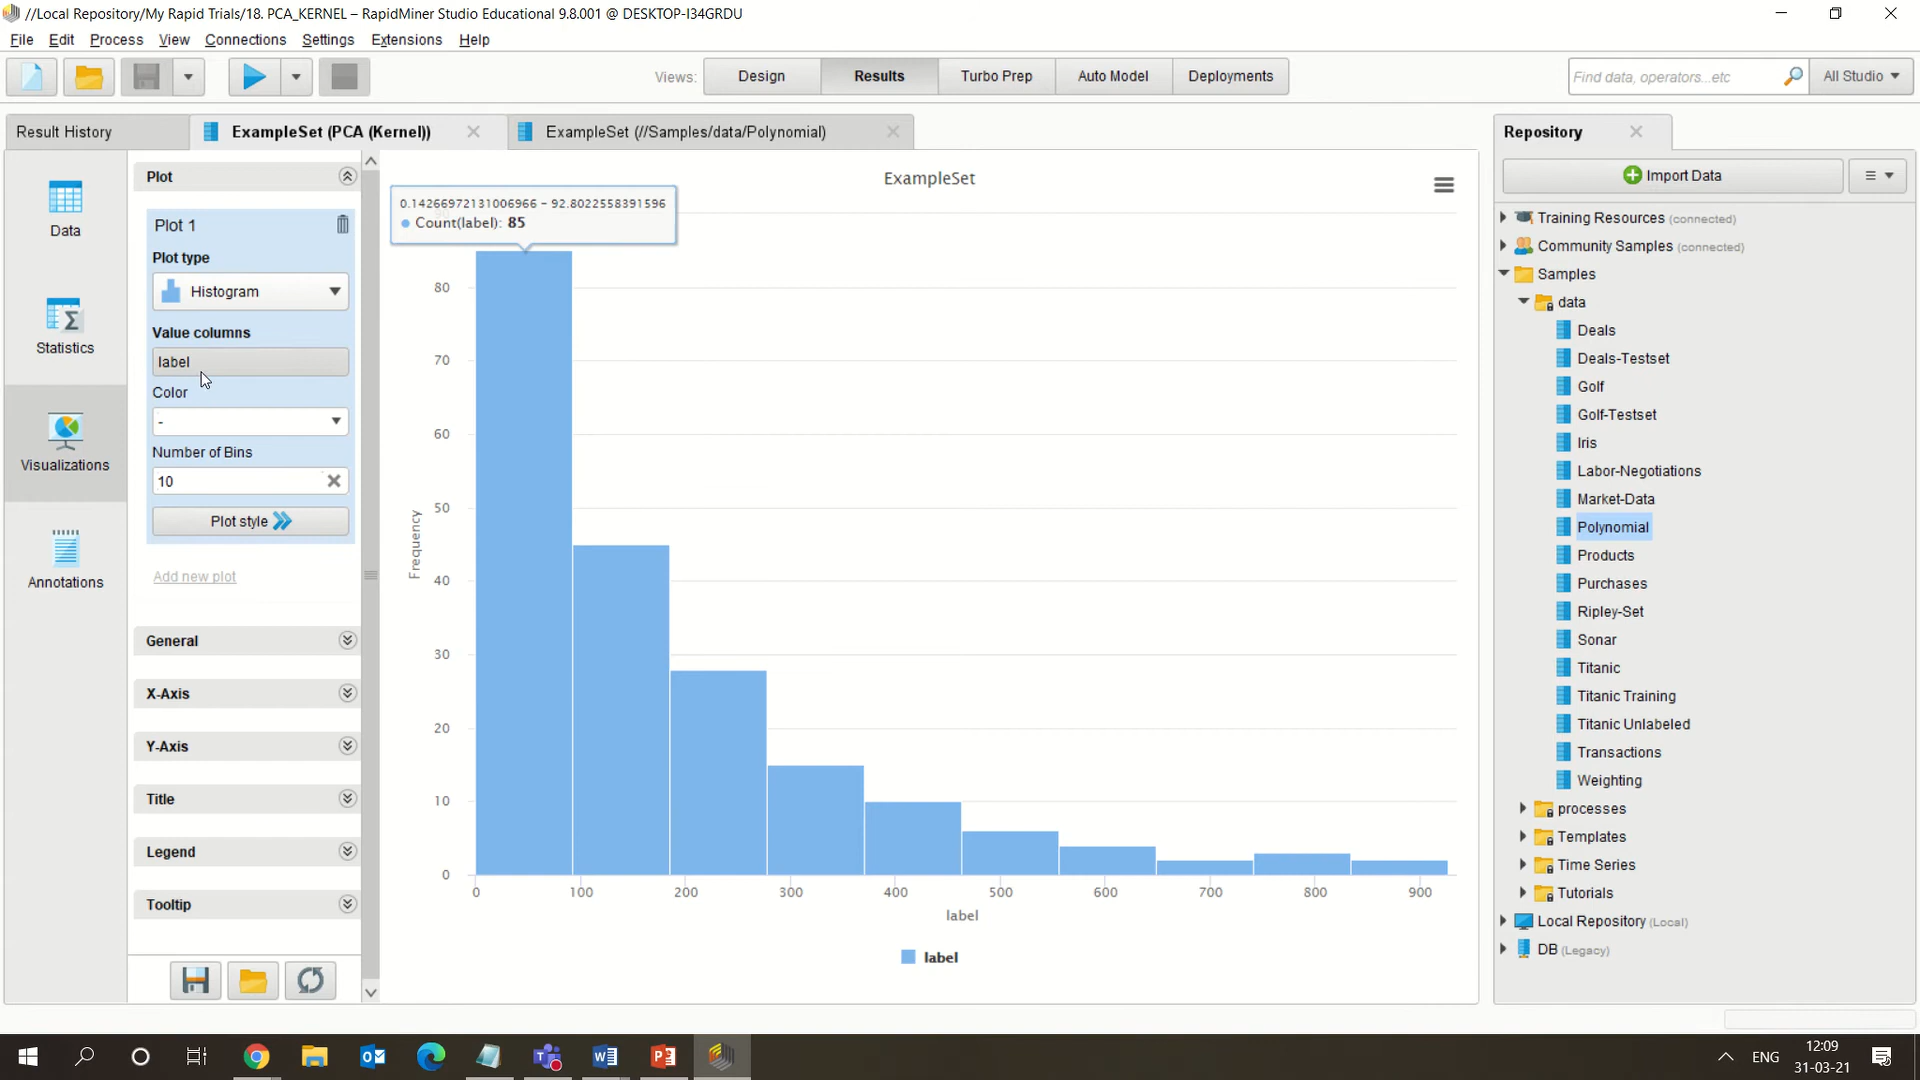 //Local Repository/My Rapid Trials/18. PCA_KERNEL – RapidMiner Studio Educational 9.8.001 @ DESKTOP-I34GRDU
File Edit Process View Connections Settings Extensions Help
Views: Design Results Turbo Prep Auto Model Deployments
Find data, operators...etc
All Studio
Result History
ExampleSet (PCA (Kernel))
ExampleSet (//Samples/data/Polynomial)
Data
Statistics
Visualizations
Annotations
Plot
Plot 1
Plot type
Histogram
Value columns
label
Color
-
Number of Bins
10
Plot style
Add new plot
General
X-Axis
Y-Axis
Title
Legend
Tooltip
ExampleSet
0.14266972131006966 – 92.8022558391596
Count(label): 85
80
70
60
50
40
30
20
10
0
Frequency
0 100 200 300 400 500 600 700 800 900
label
label
Repository
Import Data
Training Resources (connected)
Community Samples (connected)
Samples
data
Deals
Deals-Testset
Golf
Golf-Testset
Iris
Labor-Negotiations
Market-Data
Polynomial
Products
Purchases
Ripley-Set
Sonar
Titanic
Titanic Training
Titanic Unlabeled
Transactions
Weighting
processes
Templates
Time Series
Tutorials
Local Repository (Local)
DB (Legacy)
ENG
12:09
31-03-21